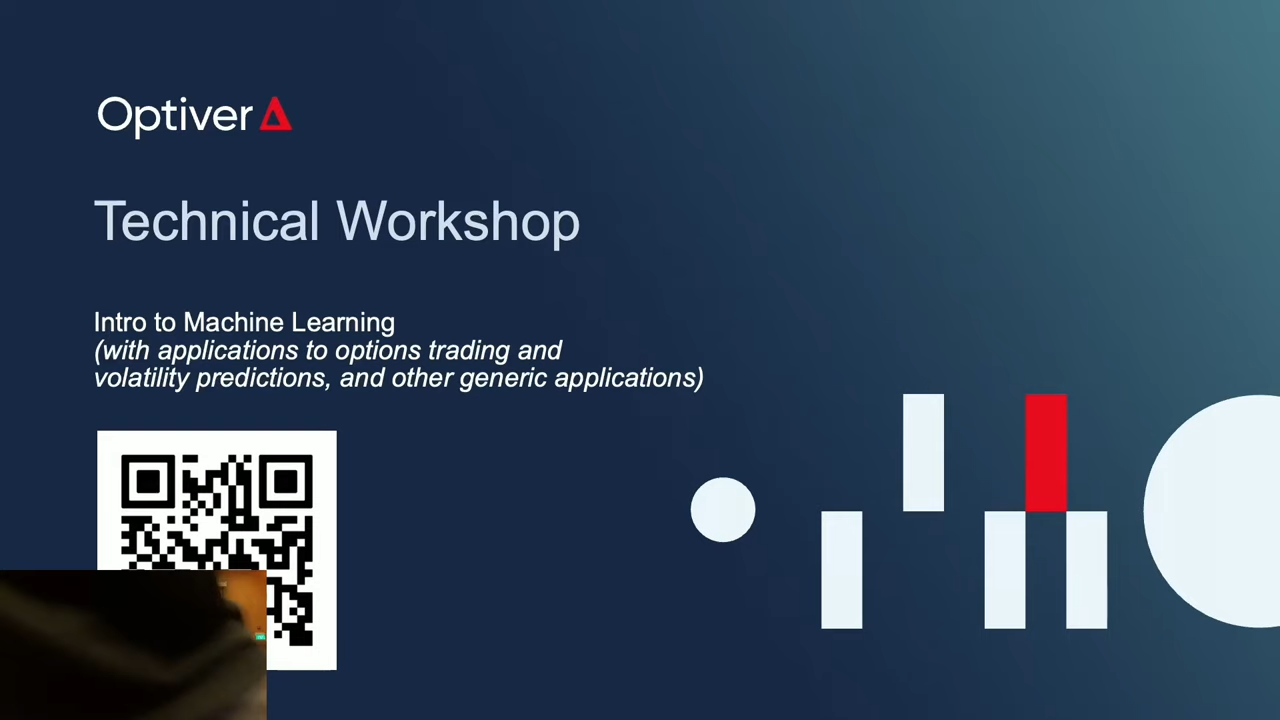 Optiver
Technical Workshop
Intro to Machine Learning
(with applications to options trading and
volatility predictions, and other generic applications)